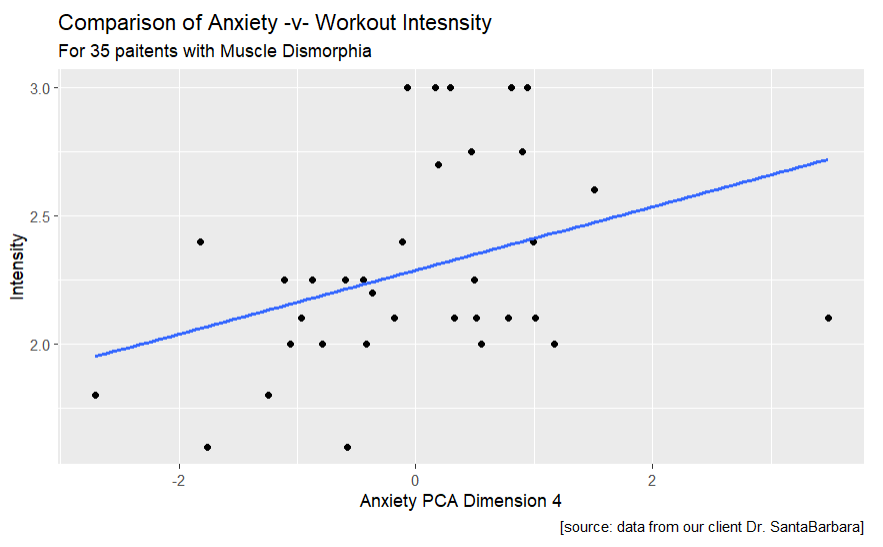 Comparison of Anxiety -v- Workout Intesnsity
For 35 paitents with Muscle Dismorphia
3.0
2.5
2.0
Intensity
-2
0
2
Anxiety PCA Dimension 4
[source: data from our client Dr. SantaBarbara]